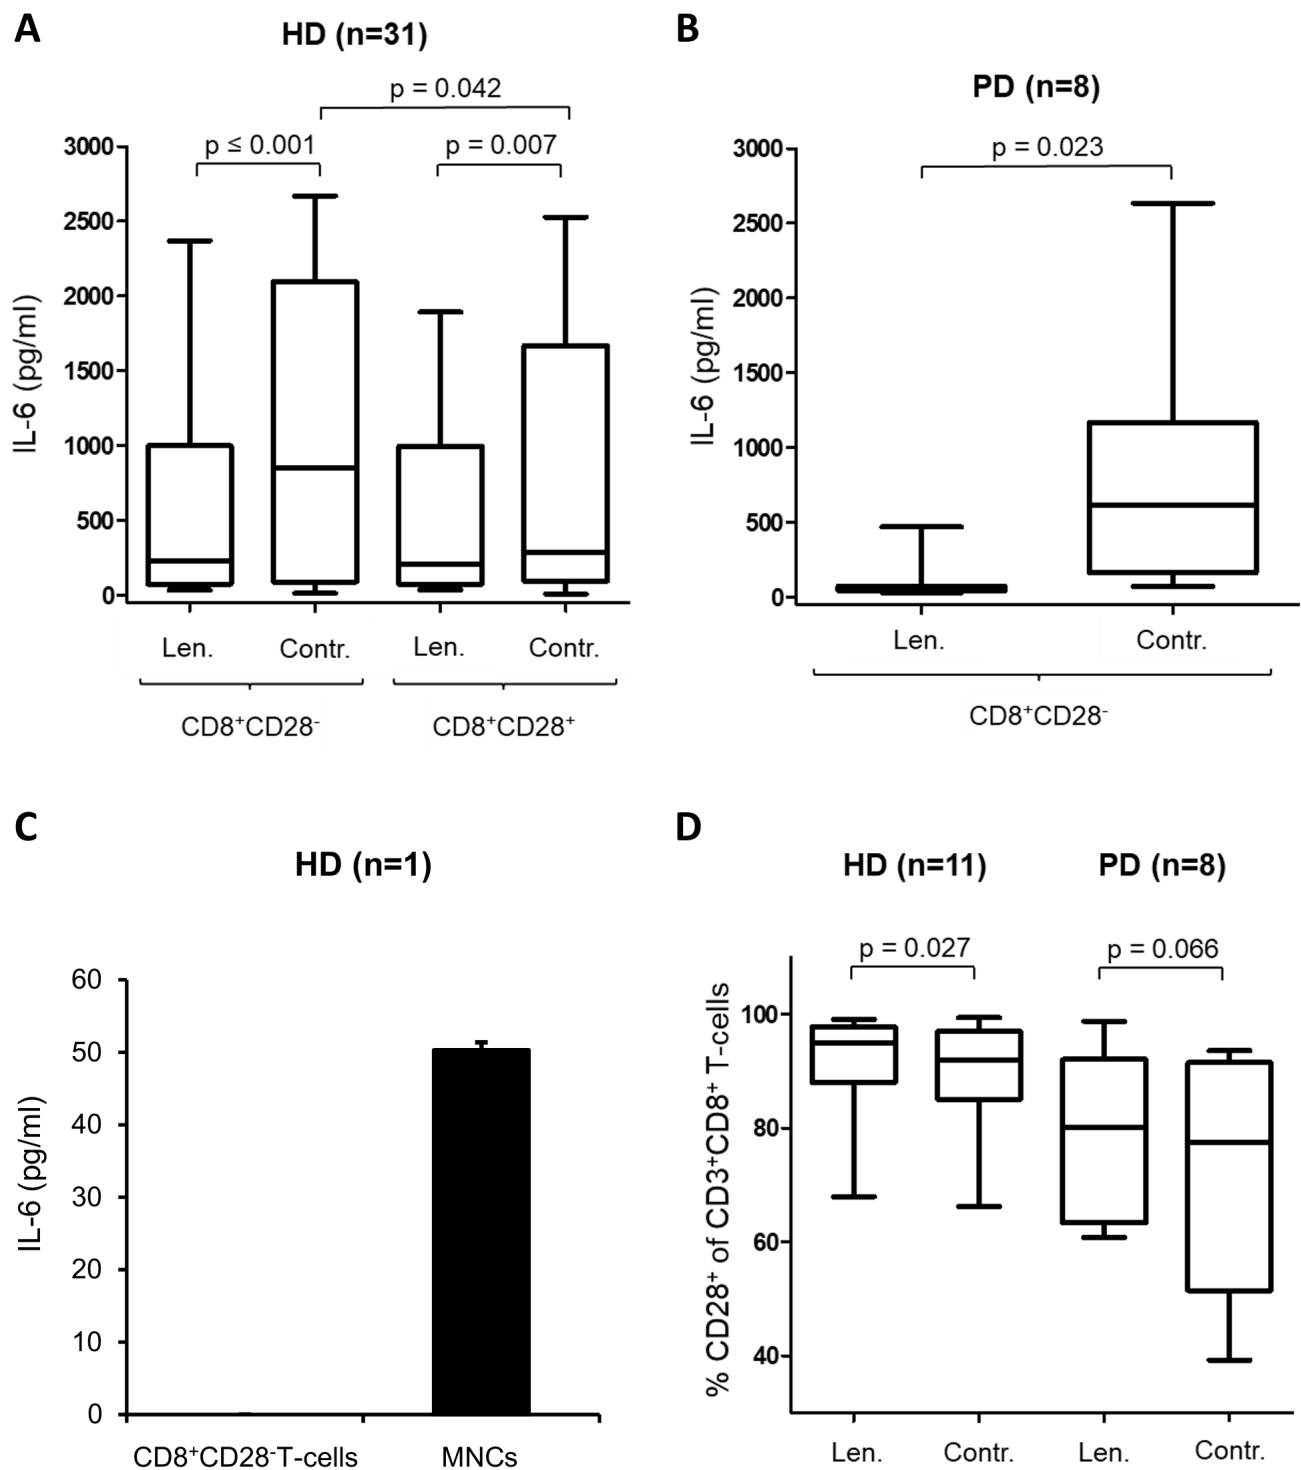 A
HD (n=31)
p = 0.042
p ≤ 0.001
p = 0.007
3000
2500
2000
1500
1000
500
0
IL-6 (pg/ml)
Len.
Contr.
Len.
Contr.
CD8⁺CD28⁻
CD8⁺CD28⁺
B
PD (n=8)
p = 0.023
3000
2500
2000
1500
1000
500
0
IL-6 (pg/ml)
Len.
Contr.
CD8⁺CD28⁻
C
HD (n=1)
60
50
40
30
20
10
0
IL-6 (pg/ml)
CD8⁺CD28⁻T-cells
MNCs
D
HD (n=11)
PD (n=8)
p = 0.027
p = 0.066
100
80
60
40
% CD28⁺ of CD3⁺CD8⁺ T-cells
Len.
Contr.
Len.
Contr.